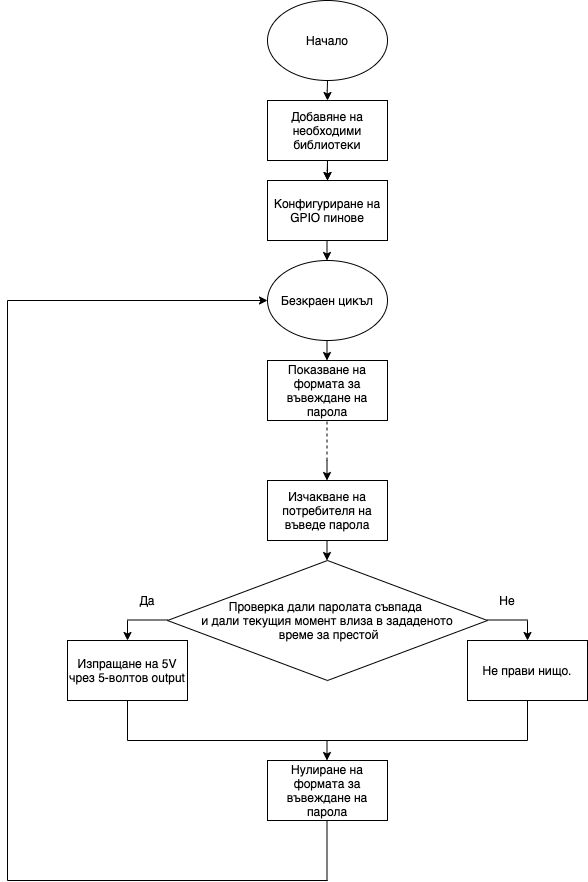 Начало
Добавяне на
необходими
библиотеки
Конфигуриране на
GPIO пинове
Безкраен цикъл
Показване на
формата за
въвеждане на
парола
Изчакване на
потребителя на
въведе парола
Проверка дали паролата съвпада
и дали текущия момент влиза в зададеното
време за престой
Да
Не
Изпращане на 5V
чрез 5-волтов output
Не прави нищо.
Нулиране на
формата за
въвеждане на
парола